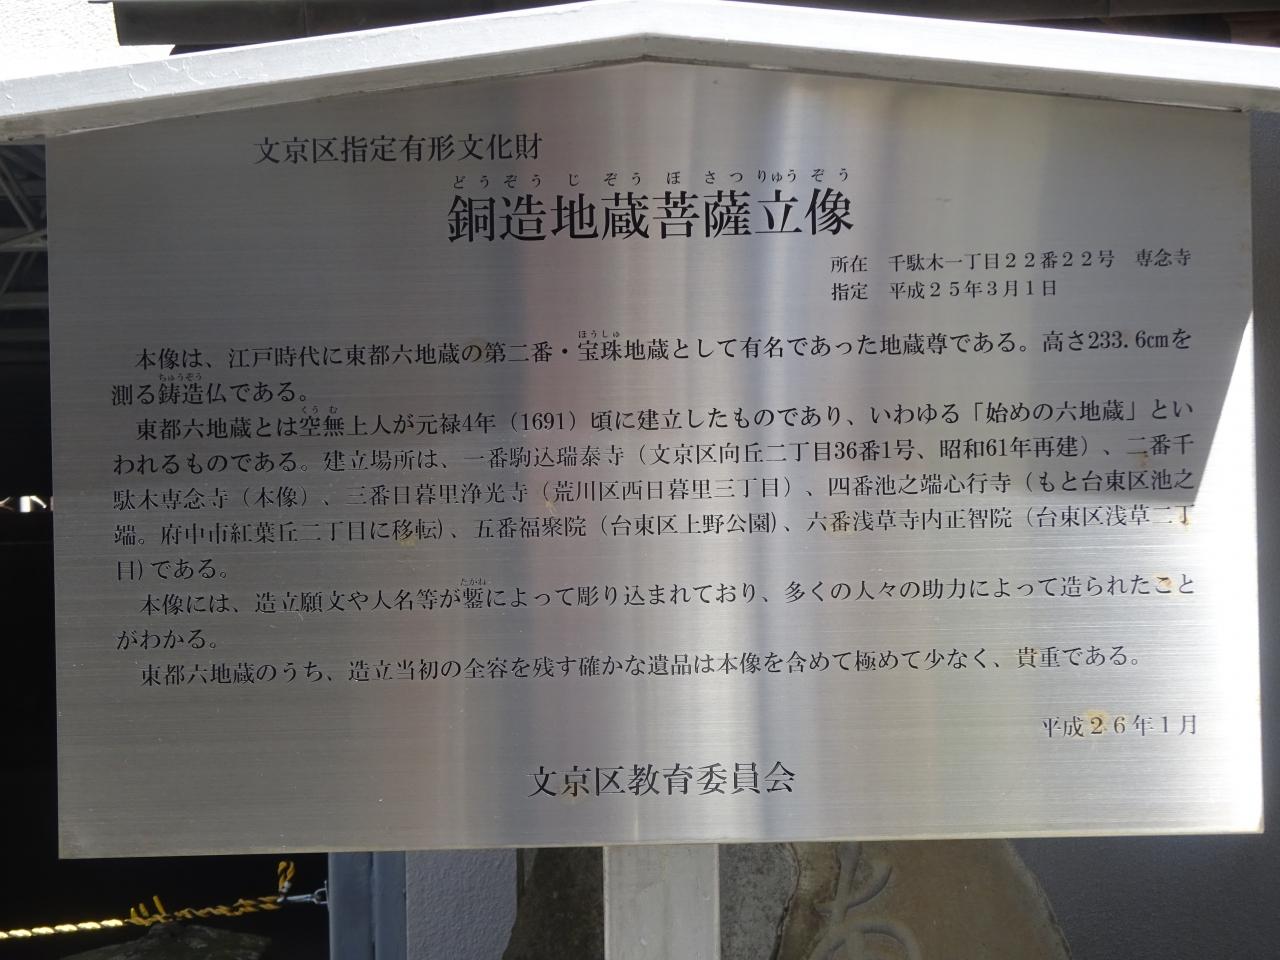 文京区指定有形文化財
どうぞうじぞうぼさつりゅうぞう
銅造地蔵菩薩立像
所在　千駄木一丁目２２番２２号　専念寺
指定　平成２５年３月１日
ほうしゅ
本像は、江戸時代に東都六地蔵の第二番・宝珠地蔵として有名であった地蔵尊である。高さ233.6㎝を
ちゅうぞう
測る鋳造仏である。
くうむ
東都六地蔵とは空無上人が元禄4年（1691）頃に建立したものであり、いわゆる「始めの六地蔵」とい
われるものである。建立場所は、一番駒込瑞泰寺（文京区向丘二丁目36番1号、昭和61年再建）、二番千
駄木専念寺（本像）、三番日暮里浄光寺（荒川区西日暮里三丁目）、四番池之端心行寺（もと台東区池之
端。府中市紅葉丘二丁目に移転)、五番福聚院（台東区上野公園)、六番浅草寺内正智院（台東区浅草二丁
目)である。
たがね
本像には、造立願文や人名等が鏨によって彫り込まれており、多くの人々の助力によって造られたこと
がわかる。
東都六地蔵のうち、造立当初の全容を残す確かな遺品は本像を含めて極めて少なく、貴重である。
平成２６年１月
文京区教育委員会